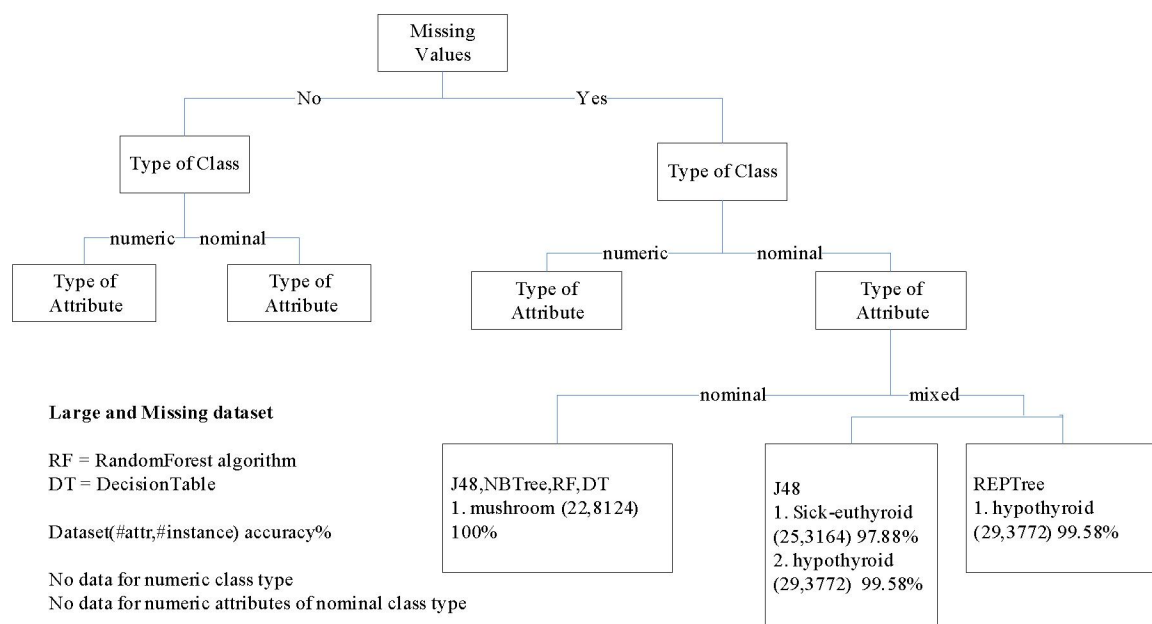 Missing
Values
No
Yes
Type of Class
Type of Class
numeric
nominal
numeric
nominal
Type of
Attribute
Type of
Attribute
Type of
Attribute
Type of
Attribute
nominal
mixed
Large and Missing dataset
RF = RandomForest algorithm
DT = DecisionTable
Dataset(#attr,#instance) accuracy%
No data for numeric class type
No data for numeric attributes of nominal class type
J48,NBTree,RF,DT
1. mushroom (22,8124)
100%
J48
1. Sick-euthyroid
(25,3164) 97.88%
2. hypothyroid
(29,3772) 99.58%
REPTree
1. hypothyroid
(29,3772) 99.58%